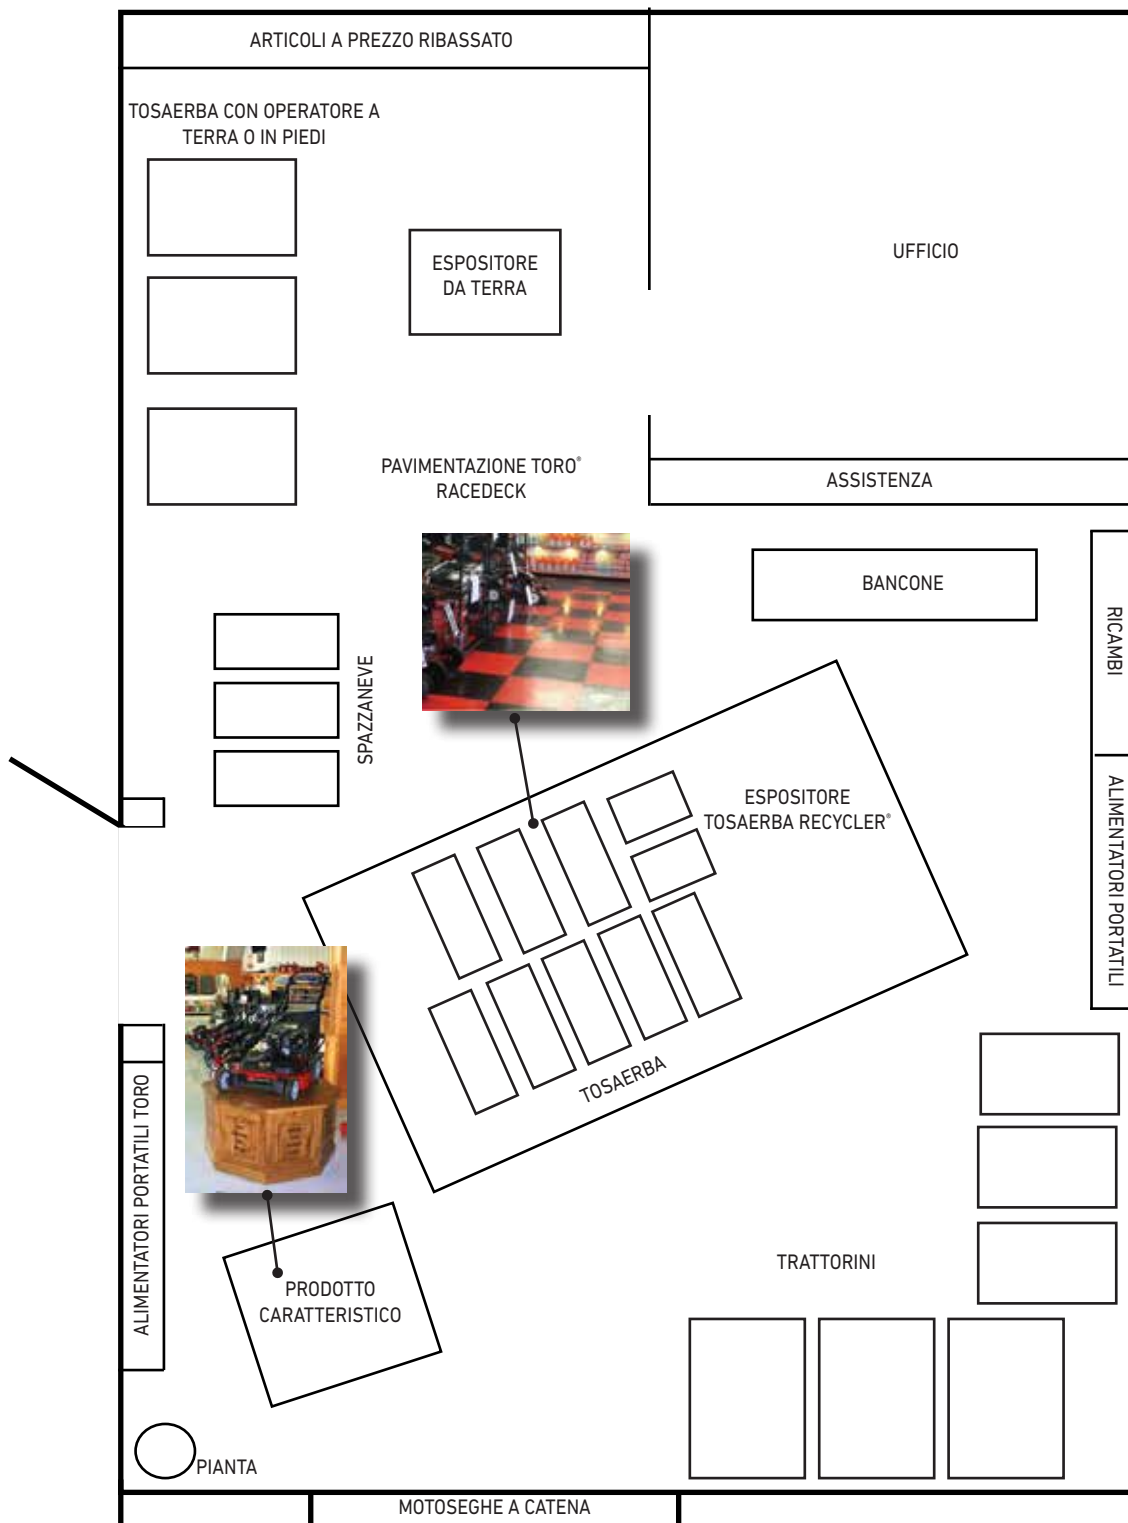 ARTICOLI A PREZZO RIBASSATO
TOSAERBA CON OPERATORE A
TERRA O IN PIEDI
ESPOSITORE
DA TERRA
UFFICIO
PAVIMENTAZIONE TORO®
RACEDECK
ASSISTENZA
BANCONE
RICAMBI
SPAZZANEVE
ESPOSITORE
TOSAERBA RECYCLER®
ALIMENTATORI PORTATILI
TOSAERBA
ALIMENTATORI PORTATILI TORO
PRODOTTO
CARATTERISTICO
TRATTORINI
PIANTA
MOTOSEGHE A CATENA